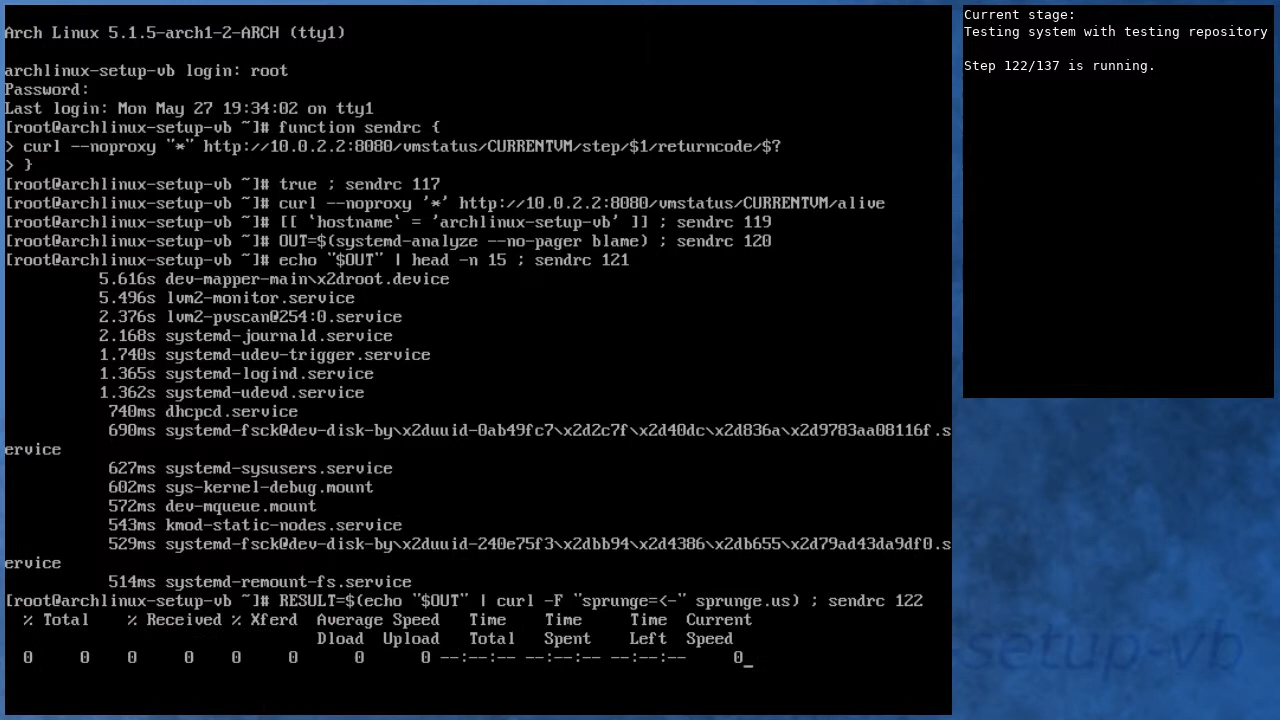 Arch Linux 5.1.5-arch1-2-ARCH (tty1)
archlinux-setup-vb login: root
Password:
Last login: Mon May 27 19:34:02 on tty1
[root@archlinux-setup-vb ~]# function sendrc {
> curl --noproxy "*" http://10.0.2.2:8080/vmstatus/CURRENTVM/step/$1/returncode/$?
> }
[root@archlinux-setup-vb ~]# true ; sendrc 117
[root@archlinux-setup-vb ~]# curl --noproxy '*' http://10.0.2.2:8080/vmstatus/CURRENTVM/alive
[root@archlinux-setup-vb ~]# [[ `hostname` = 'archlinux-setup-vb' ]] ; sendrc 119
[root@archlinux-setup-vb ~]# OUT=$(systemd-analyze --no-pager blame) ; sendrc 120
[root@archlinux-setup-vb ~]# echo "$OUT" | head -n 15 ; sendrc 121
5.616s dev-mapper-main\x2droot.device
5.496s lvm2-monitor.service
2.376s lvm2-pvscan@254:0.service
2.168s systemd-journald.service
1.740s systemd-udev-trigger.service
1.365s systemd-logind.service
1.362s systemd-udevd.service
740ms dhcpcd.service
690ms systemd-fsck@dev-disk-by\x2duuid-0ab49fc7\x2d2c7f\x2d40dc\x2d836a\x2d9783aa08116f.s
ervice
627ms systemd-sysusers.service
602ms sys-kernel-debug.mount
572ms dev-mqueue.mount
543ms kmod-static-nodes.service
529ms systemd-fsck@dev-disk-by\x2duuid-240e75f3\x2dbb94\x2d4386\x2db655\x2d79ad43da9df0.s
ervice
514ms systemd-remount-fs.service
[root@archlinux-setup-vb ~]# RESULT=$(echo "$OUT" | curl -F "sprunge=<-" sprunge.us) ; sendrc 122
% Total % Received % Xferd Average Speed Time Time Time Current
Dload Upload Total Spent Left Speed
0 0 0 0 0 0 0 0 --:--:-- --:--:-- --:--:-- 0_
Current stage:
Testing system with testing repository
Step 122/137 is running.
setup-vb